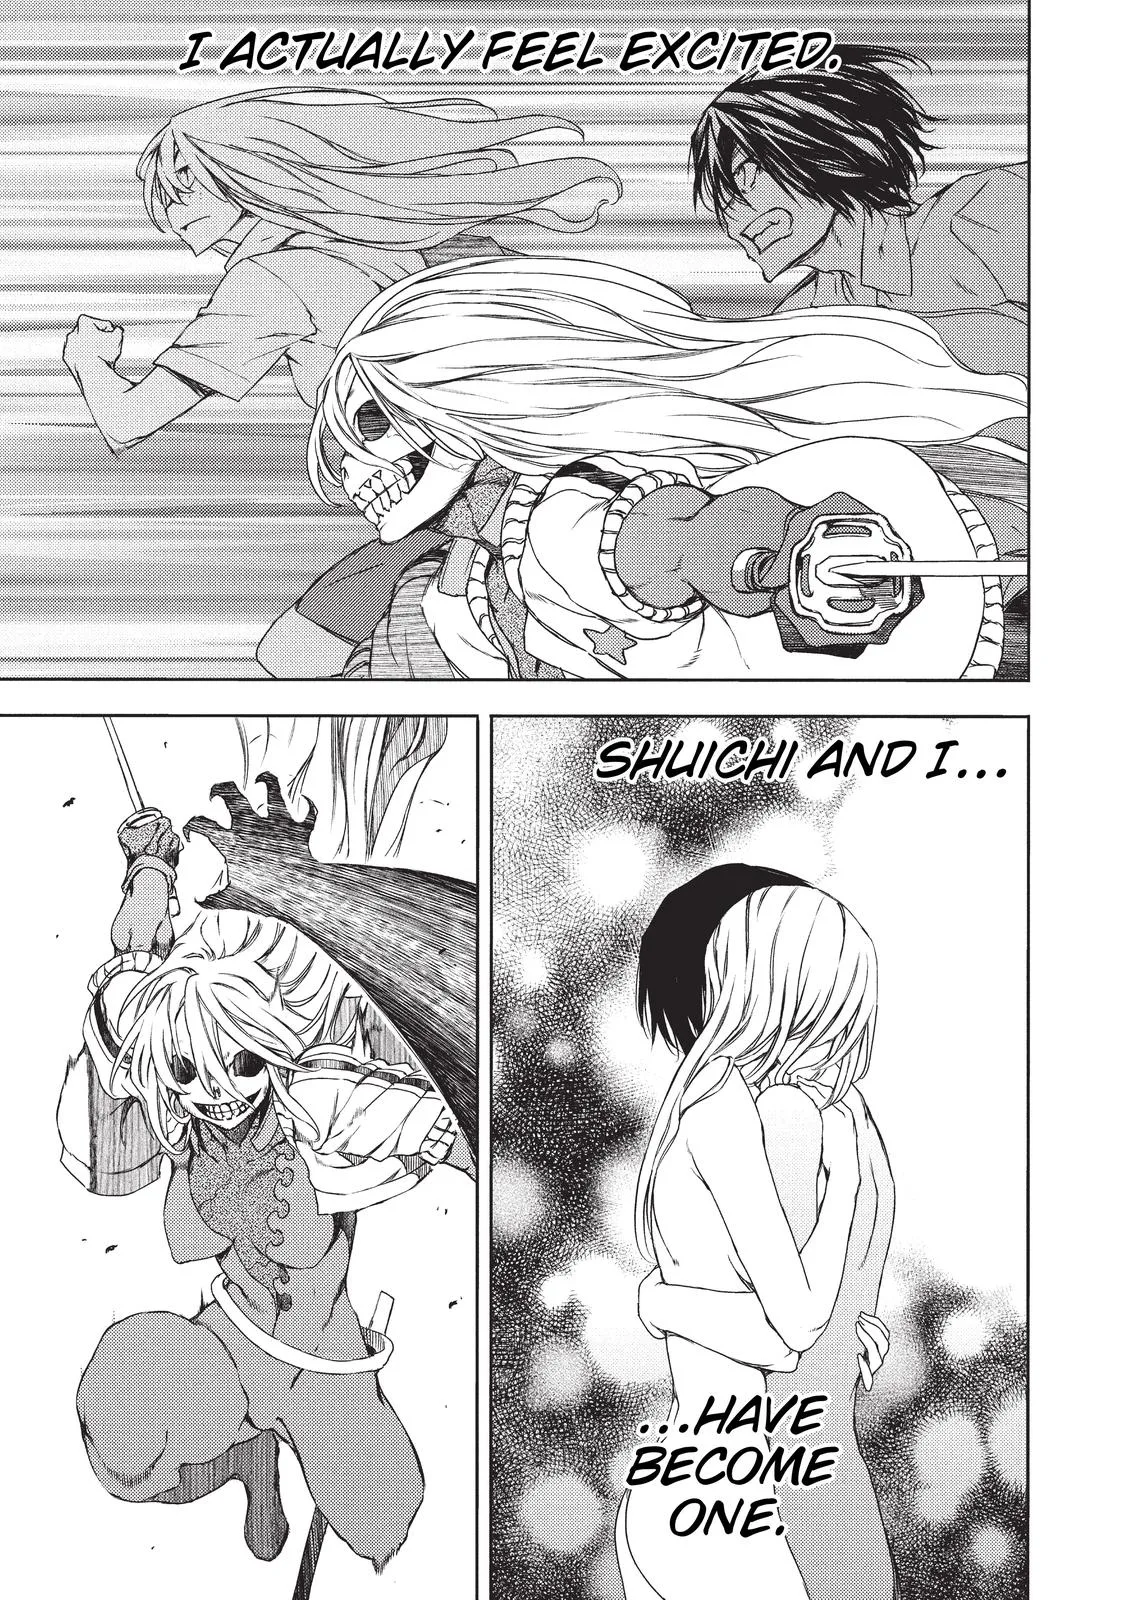 I ACTUALLY FEEL EXCITED.
SHUICHI AND I...
...HAVE
BECOME
ONE.